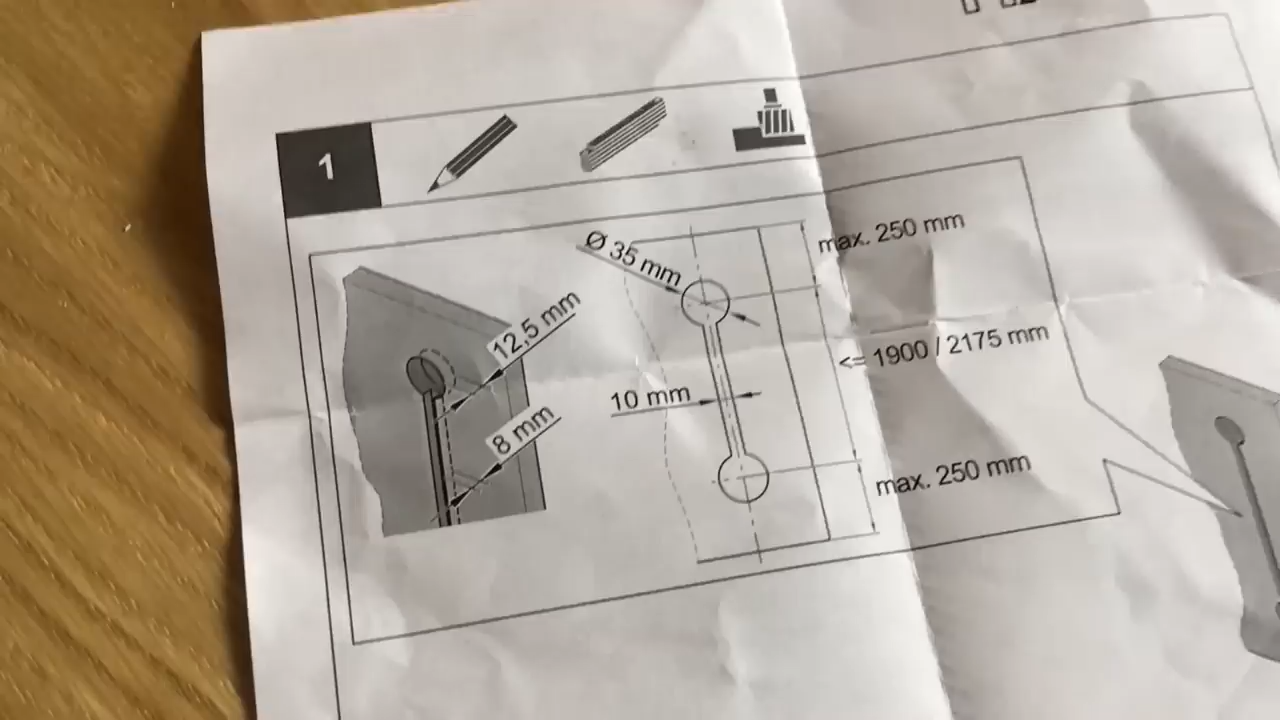 1
Ø 35 mm
max. 250 mm
12,5 mm
<= 1900 / 2175 mm
10 mm
8 mm
max. 250 mm